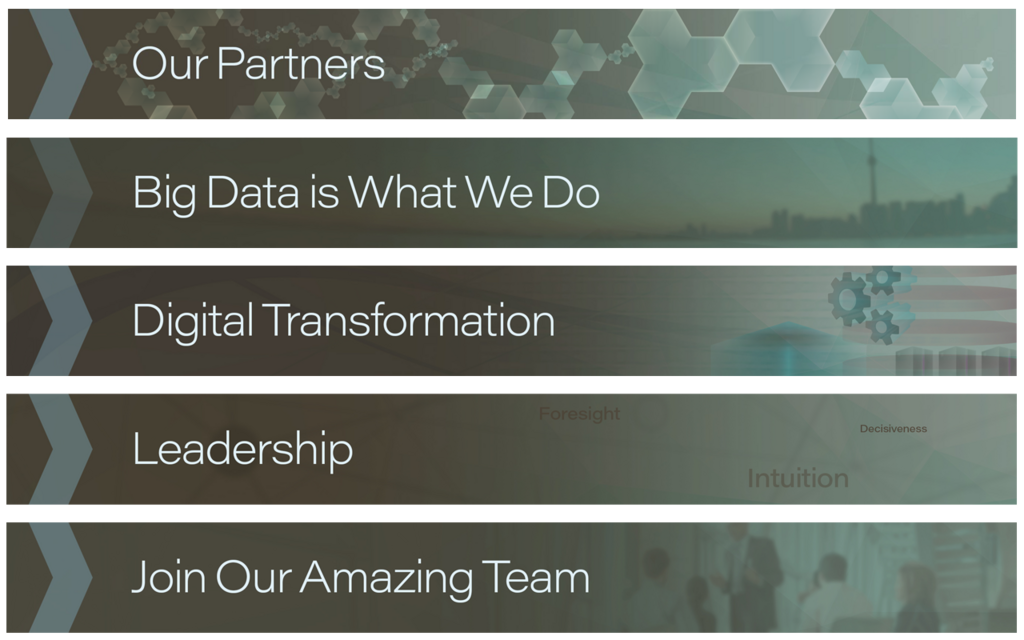 Our Partners
Big Data is What We Do
Digital Transformation
Foresight
Decisiveness
Leadership
Intuition
Join Our Amazing Team